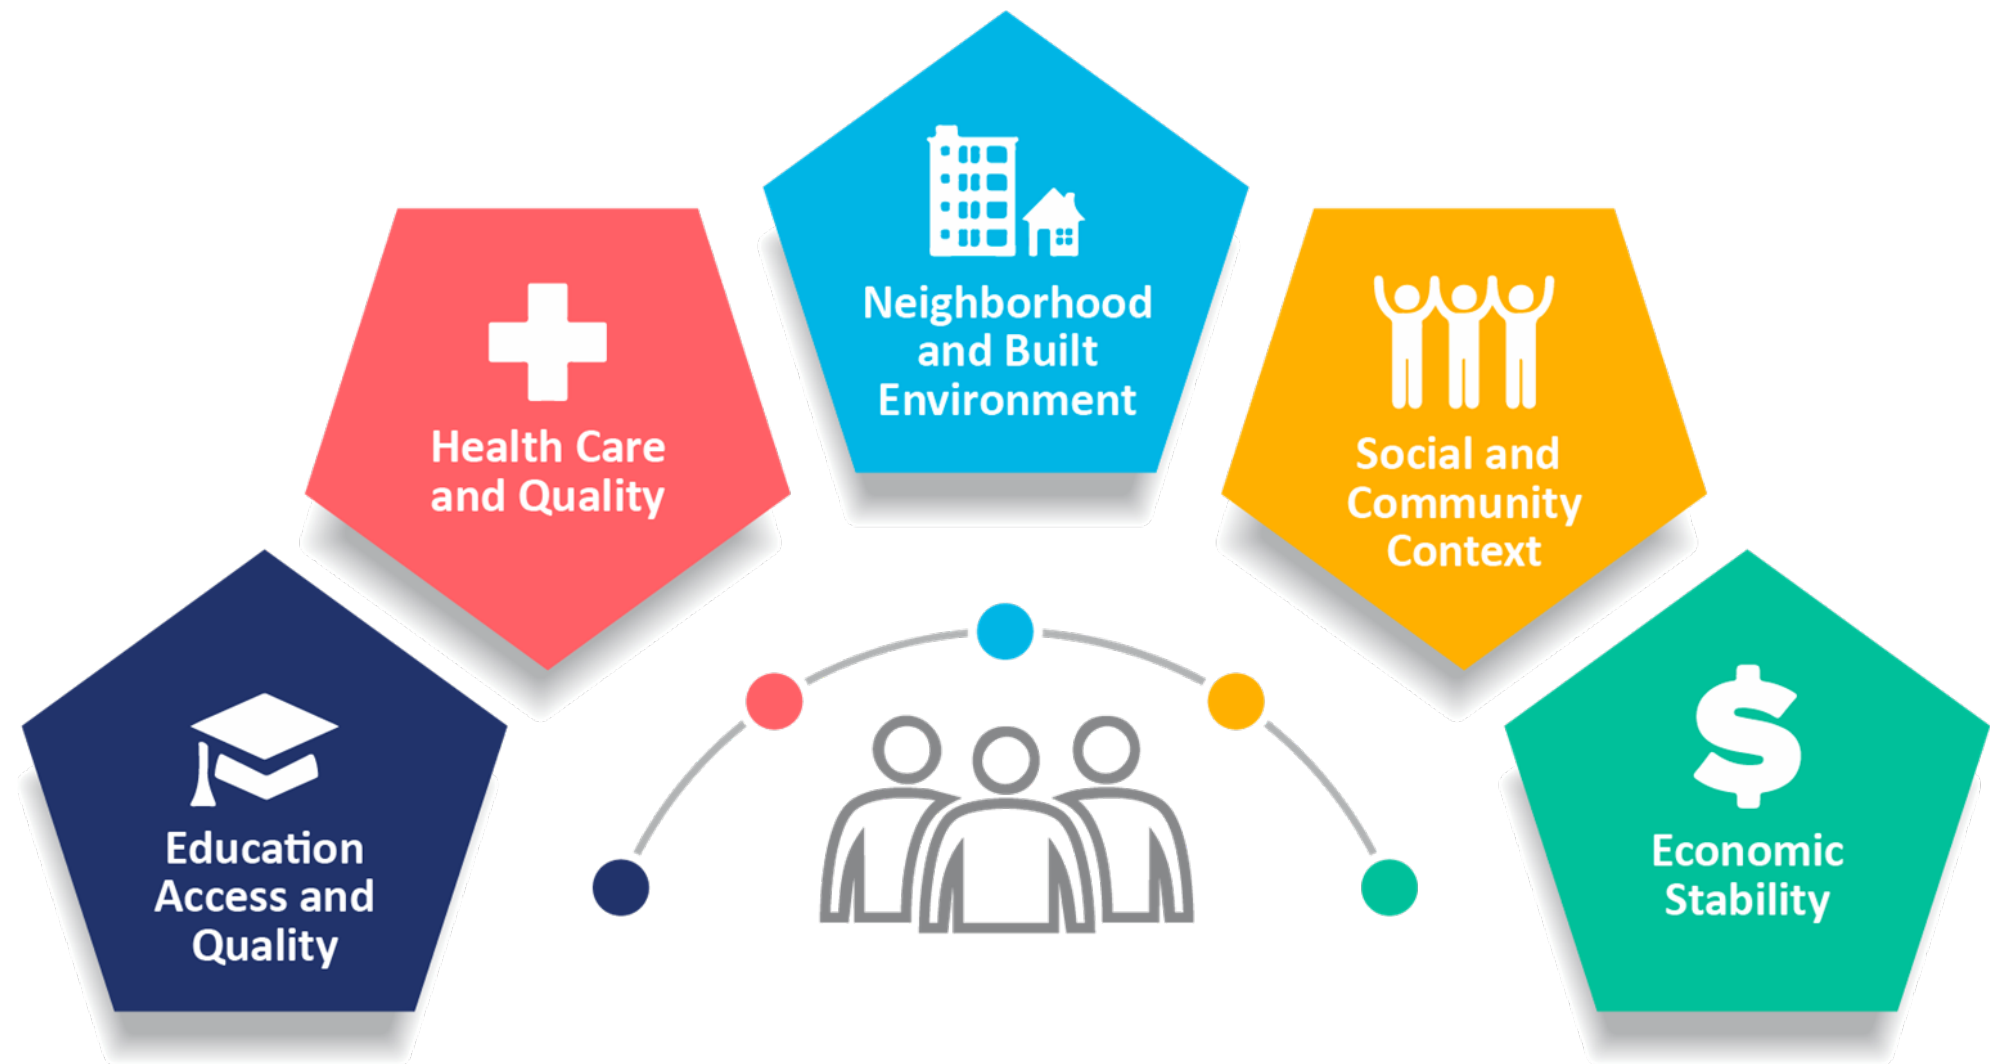 Neighborhood
and Built
Environment
Health Care
and Quality
Social and
Community
Context
Education
Access and
Quality
Economic
Stability